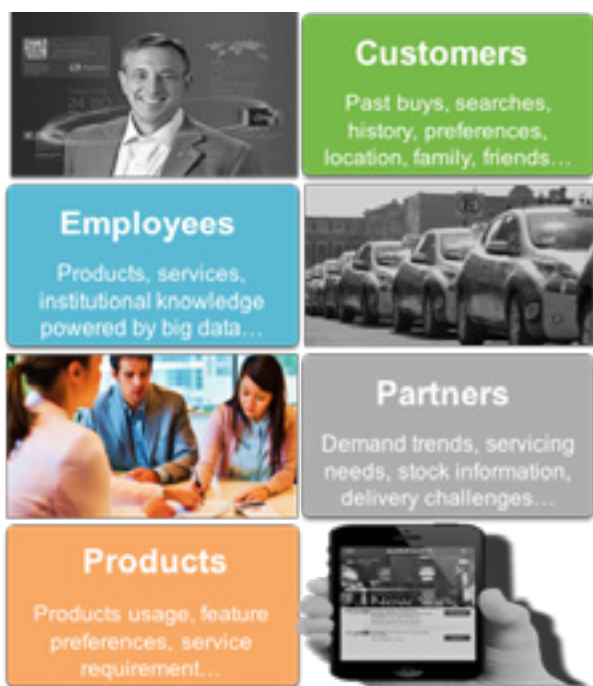 Customers
Past buys, searches,
history, preferences,
location, family, friends…
Employees
Products, services,
institutional knowledge
powered by big data…
Partners
Demand trends, servicing
needs, stock information,
delivery challenges…
Products
Products usage, feature
preferences, service
requirement…